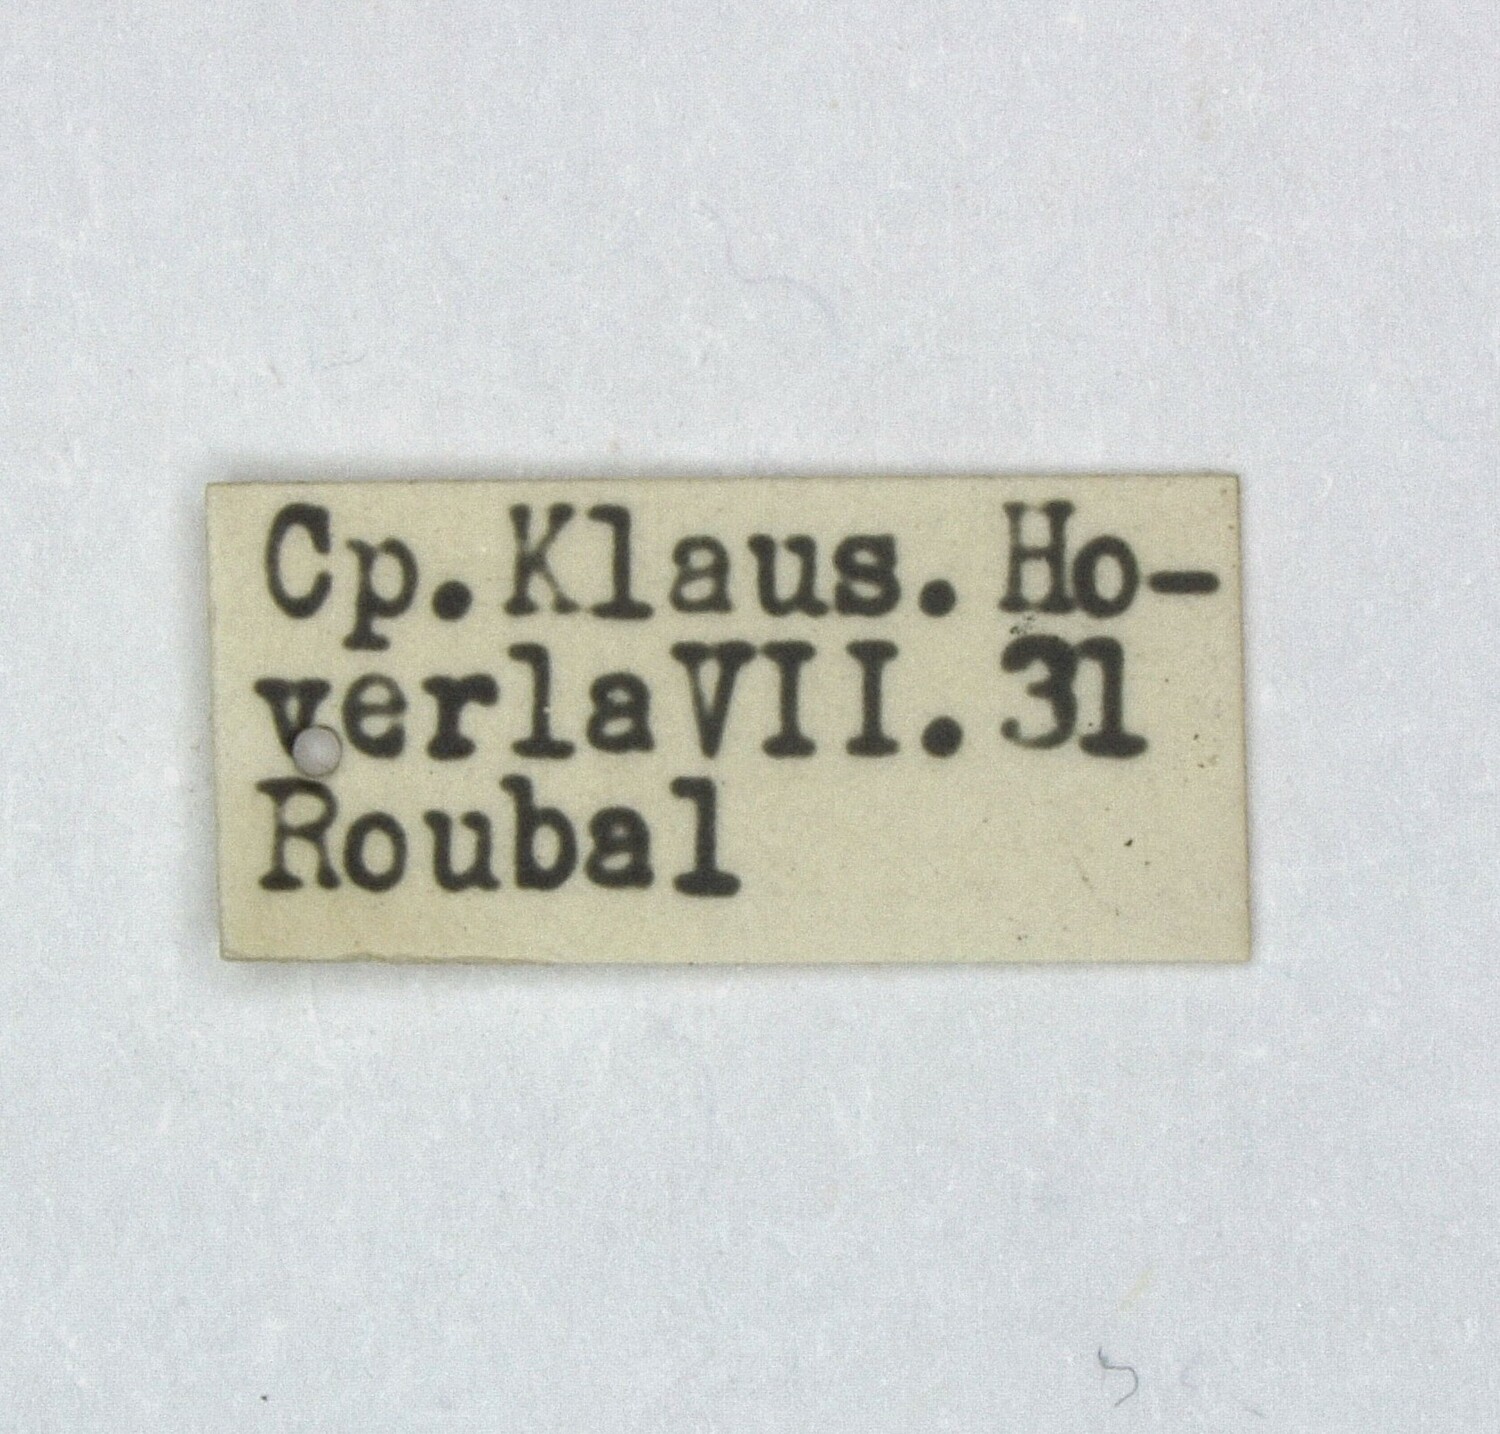 Cp. Klaus. Ho-
verla VII. 31
Roubal